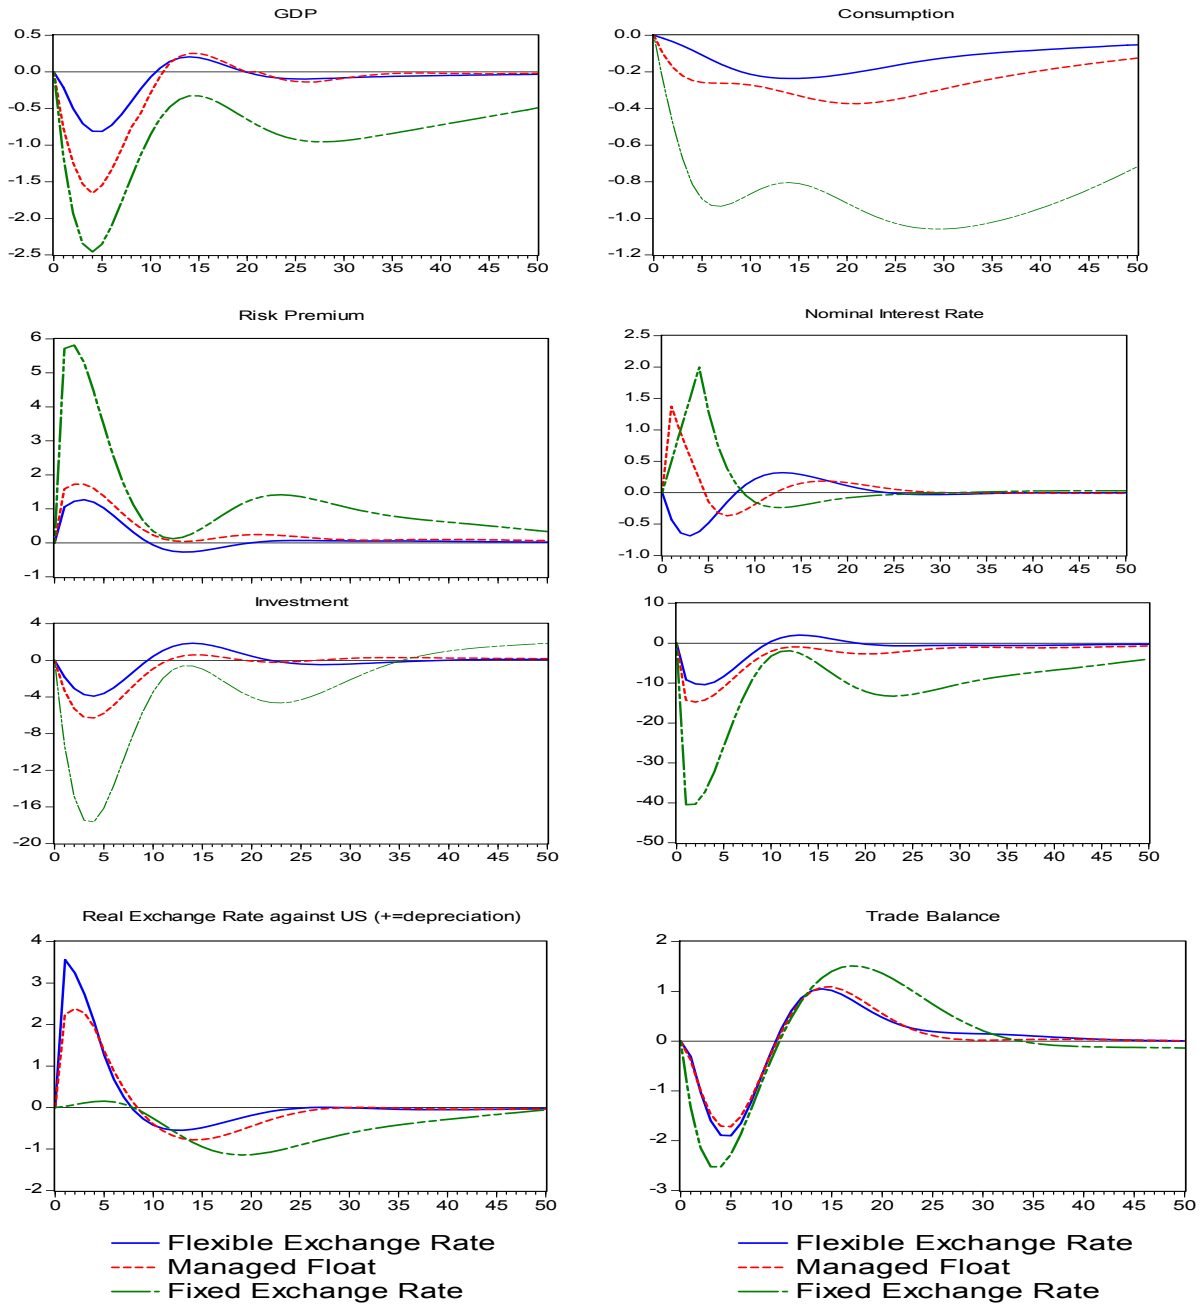 GDP
0.5
0.0
-0.5
-1.0
-1.5
-2.0
-2.5
0 5 10 15 20 25 30 35 40 45 50
Consumption
0.0
-0.2
-0.4
-0.6
-0.8
-1.0
-1.2
0 5 10 15 20 25 30 35 40 45 50
Risk Premium
6
5
4
3
2
1
0
-1
Nominal Interest Rate
2.5
2.0
1.5
1.0
0.5
0.0
-0.5
-1.0
0 5 10 15 20 25 30 35 40 45 50
Investment
4
0
-4
-8
-12
-16
-20
0 5 10 15 20 25 30 35 40 45 50
10
0
-10
-20
-30
-40
-50
0 5 10 15 20 25 30 35 40 45 50
Real Exchange Rate against US (+=depreciation)
4
3
2
1
0
-1
-2
0 5 10 15 20 25 30 35 40 45 50
Trade Balance
2
1
0
-1
-2
-3
0 5 10 15 20 25 30 35 40 45 50
Flexible Exchange Rate
Managed Float
Fixed Exchange Rate
Flexible Exchange Rate
Managed Float
Fixed Exchange Rate